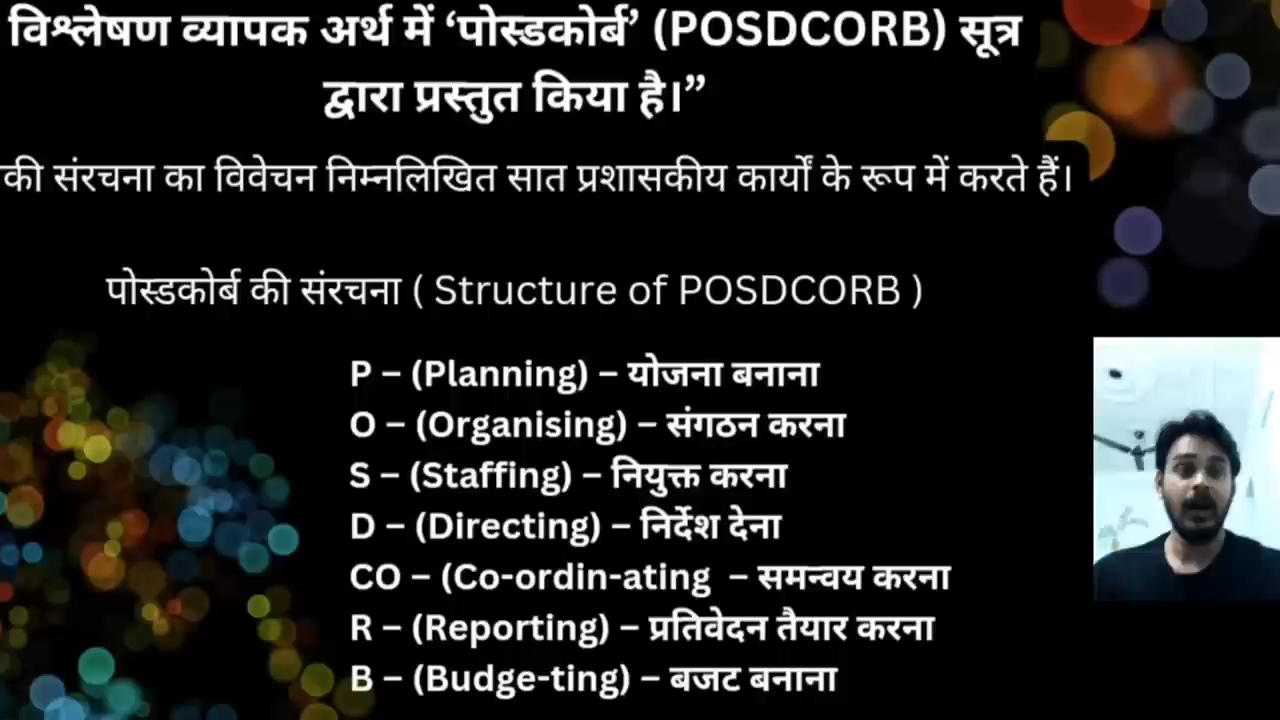 विश्लेषण व्यापक अर्थ में ‘पोस्डकोर्ब’ (POSDCORB) सूत्र
द्वारा प्रस्तुत किया है।”
की संरचना का विवेचन निम्नलिखित सात प्रशासकीय कार्यों के रूप में करते हैं।
पोस्डकोर्ब की संरचना ( Structure of POSDCORB )
P – (Planning) – योजना बनाना
O – (Organising) – संगठन करना
S – (Staffing) – नियुक्त करना
D – (Directing) – निर्देश देना
CO – (Co-ordin-ating – समन्वय करना
R – (Reporting) – प्रतिवेदन तैयार करना
B – (Budge-ting) – बजट बनाना